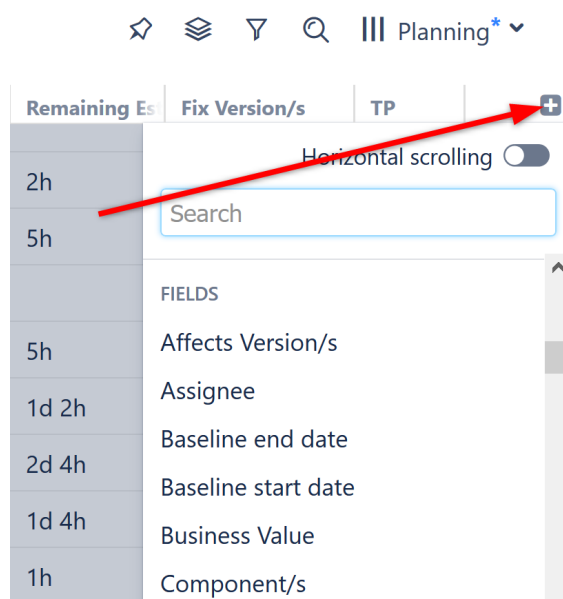 Planning*
Remaining Es Fix Version/s TP
Horizontal scrolling
2h
Search
5h
FIELDS
Affects Version/s
5h
Assignee
1d 2h
Baseline end date
2d 4h
Baseline start date
1d 4h
Business Value
1h
Component/s